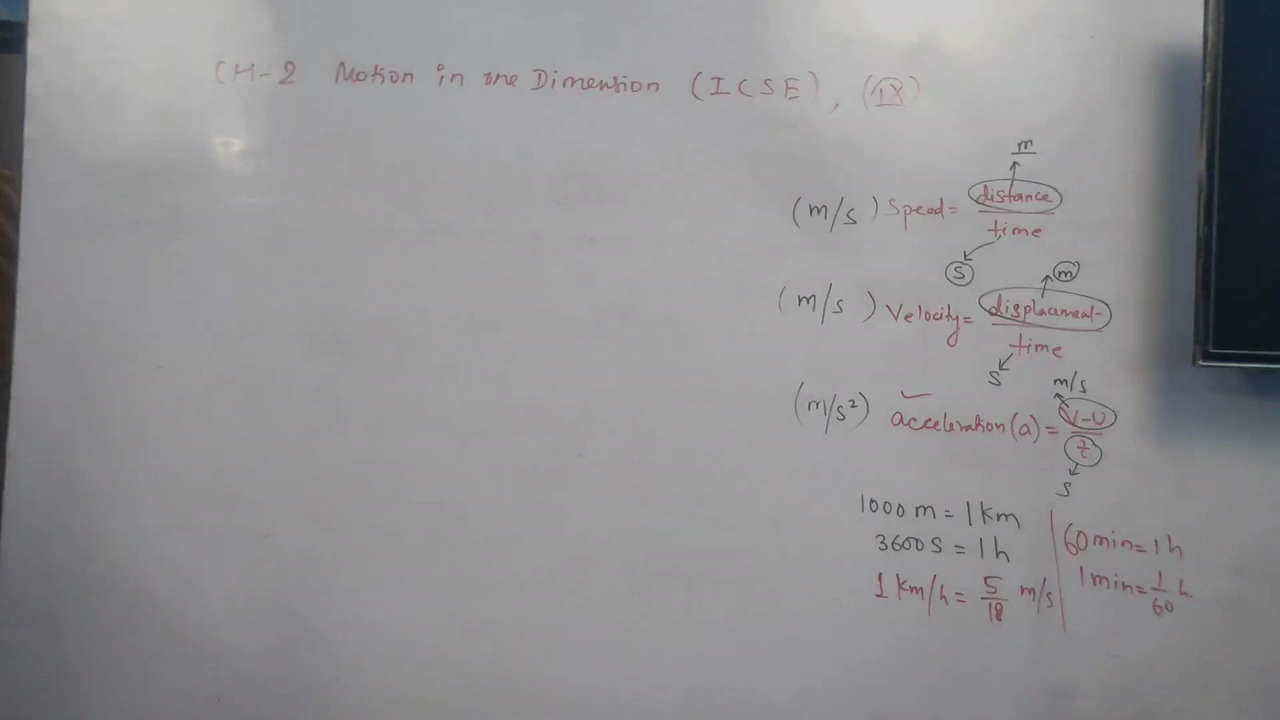 CH-2 Motion in one Dimension (ICSE), (IX)
m
(m/s) Speed = distance / time
s
m
(m/s) Velocity = displacement / time
s
m/s
(m/s²) acceleration (a) = V-U / t
s
1000 m = 1 km
3600 s = 1 h
1 km/h = 5/18 m/s
60 min = 1 h
1 min = 1/60 h